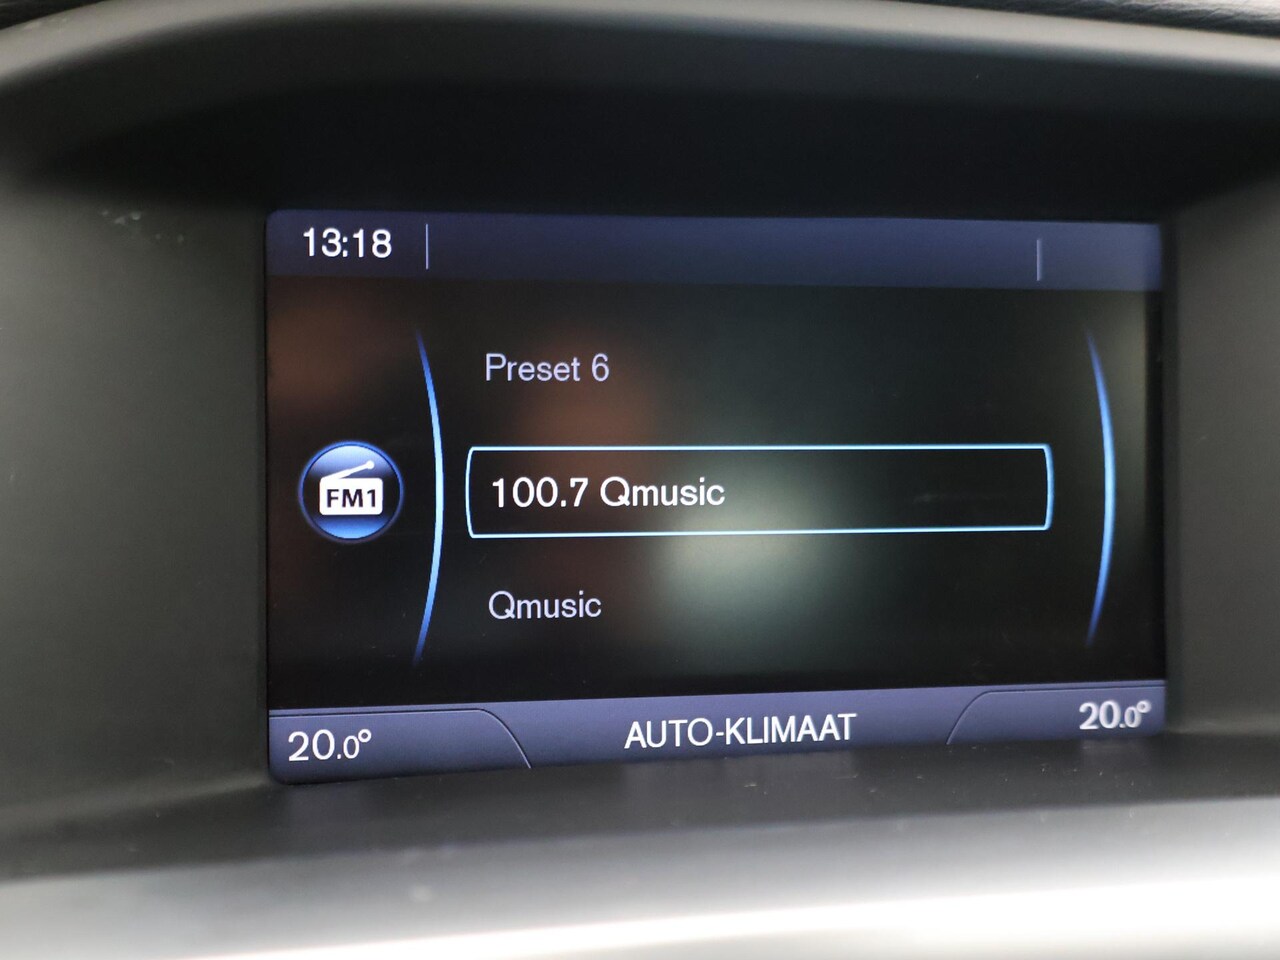 13:18
Preset 6
FM1
100.7 Qmusic
Qmusic
20.0°
AUTO-KLIMAAT
20.0°